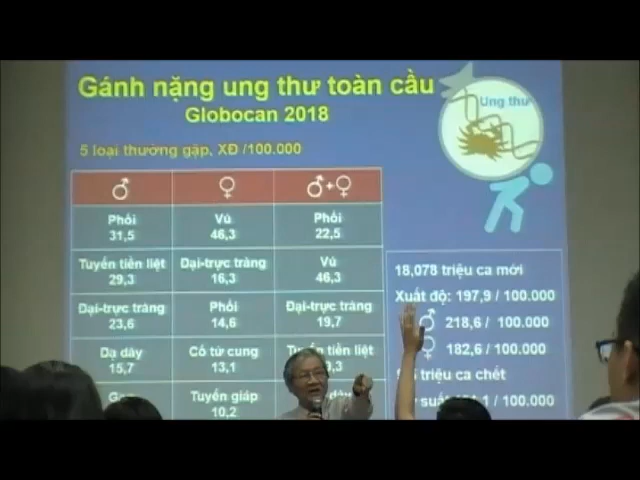 Gánh nặng ung thư toàn cầu
Globocan 2018
Ung thư
5 loại thường gặp, XĐ /100.000
♂ ♀ ♂+♀
Phổi Vú Phổi
31,5 46,3 22,5
Tuyến tiền liệt Đại-trực tràng Vú
29,3 16,3 46,3
Đại-trực tràng Phổi Đại-trực tràng
23,6 14,6 19,7
Dạ dày Cổ tử cung tiền liệt
15,7 13,1
Tuyến giáp
10,2
18,078 triệu ca mới
Xuất độ: 197,9 / 100.000
♂ 218,6 / 100.000
♀ 182,6 / 100.000
triệu ca chết
/ 100.000